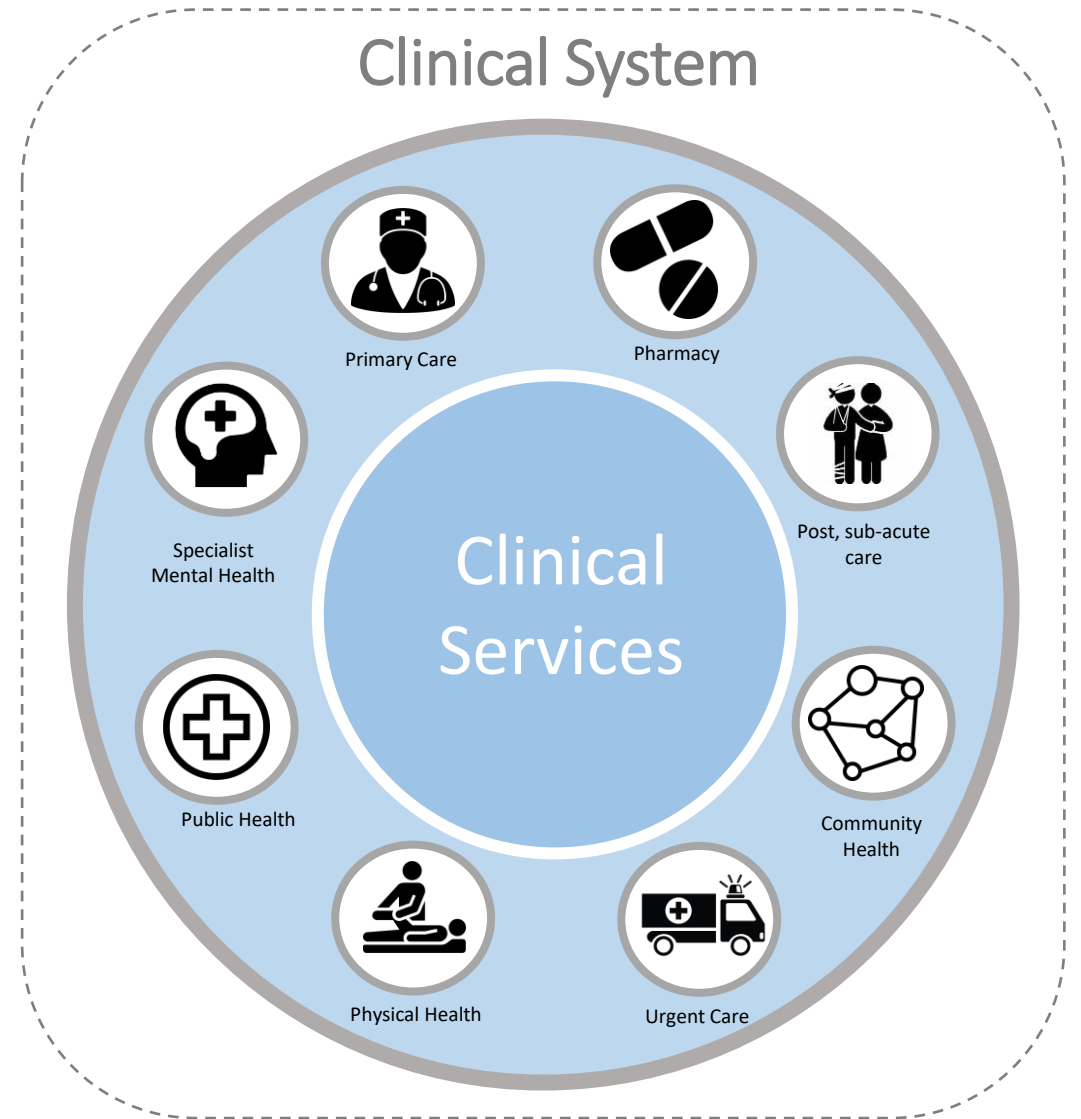 Clinical System
Primary Care
Pharmacy
Specialist
Mental Health
Post, sub-acute
care
Clinical
Services
Public Health
Community
Health
Physical Health
Urgent Care